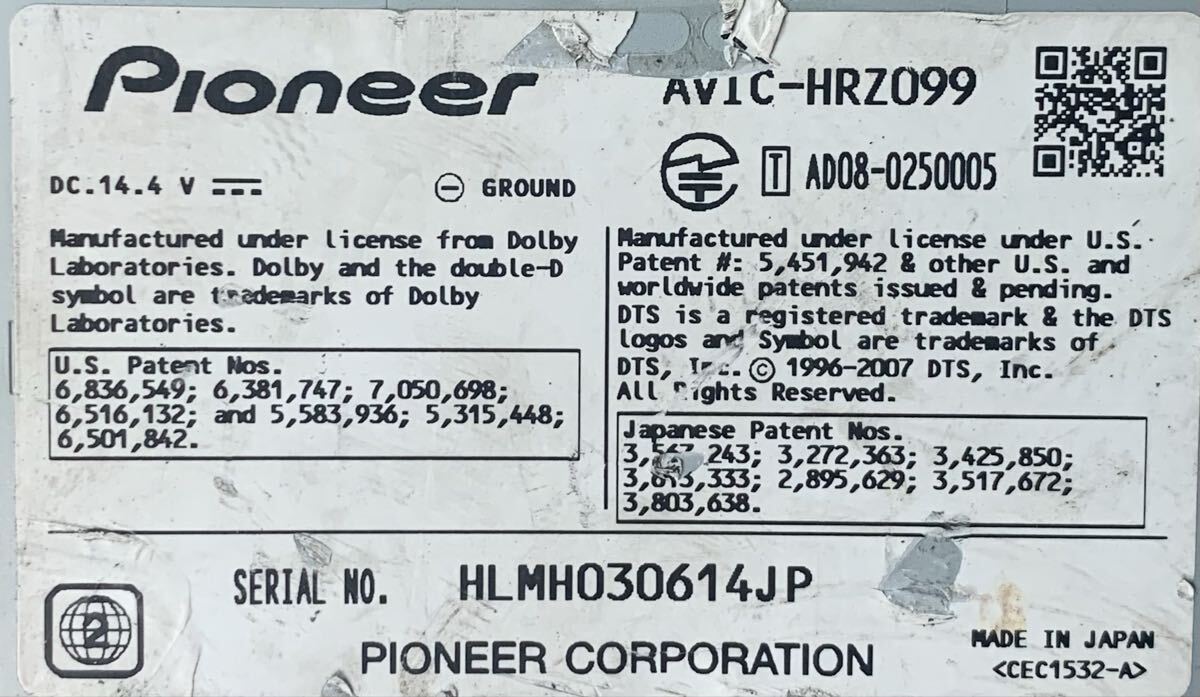 Pioneer
AVIC-HRZ099
DC.14.4 V
⊖ GROUND
T AD08-0250005
Manufactured under license from Dolby
Laboratories. Dolby and the double-D
symbol are trademarks of Dolby
Laboratories.
U.S. Patent Nos.
6,836,549; 6,381,747; 7,050,698;
6,516,132; and 5,583,936; 5,315,448;
6,501,842.
Manufactured under license under U.S.
Patent #: 5,451,942 & other U.S. and
worldwide patents issued & pending.
DTS is a registered trademark & the DTS
logos and Symbol are trademarks of
DTS, Inc. © 1996-2007 DTS, Inc.
All Rights Reserved.
Japanese Patent Nos.
3,272,363; 3,425,850;
2,895,629; 3,517,672;
3,803,638.
2
SERIAL NO. HLMH030614JP
PIONEER CORPORATION
MADE IN JAPAN
<CEC1532-A>